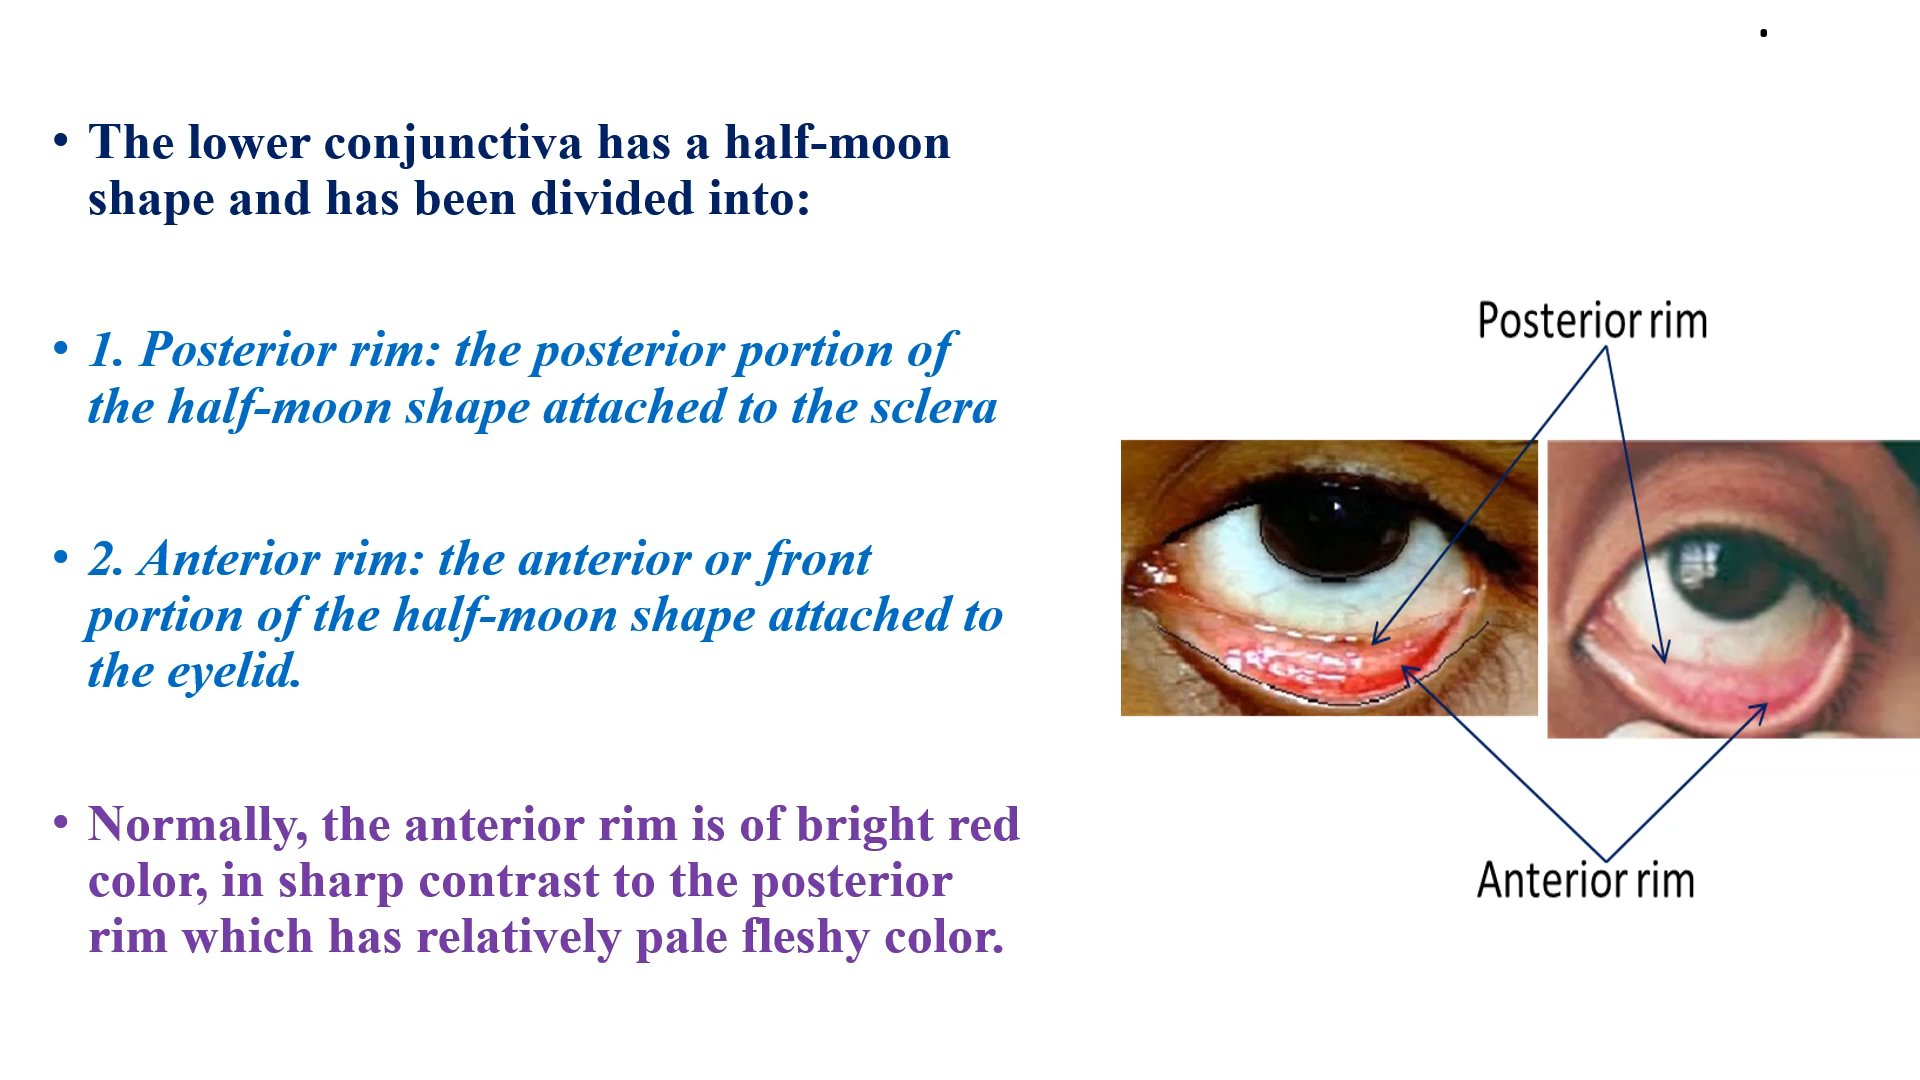 • The lower conjunctiva has a half-moon
shape and has been divided into:
• 1. Posterior rim: the posterior portion of
the half-moon shape attached to the sclera
• 2. Anterior rim: the anterior or front
portion of the half-moon shape attached to
the eyelid.
• Normally, the anterior rim is of bright red
color, in sharp contrast to the posterior
rim which has relatively pale fleshy color.
.
Posterior rim
Anterior rim